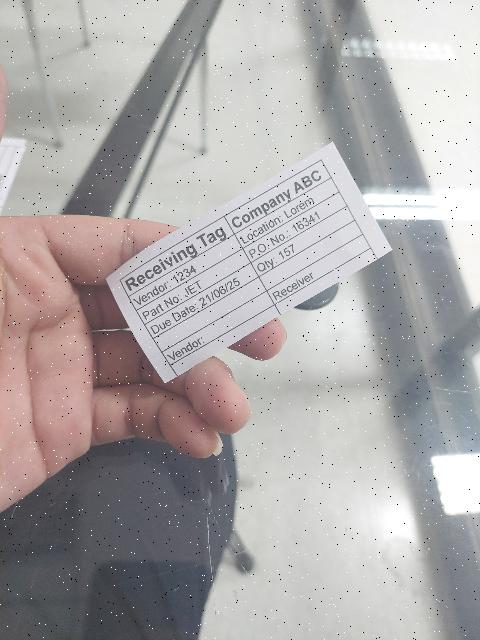 Receiving Tag Company ABC
Vendor: 1234 Location: Lorem
Part No. JET P.O. No.: 16341
Due Date: 21/06/25 Qty: 157
Vendor: Receiver